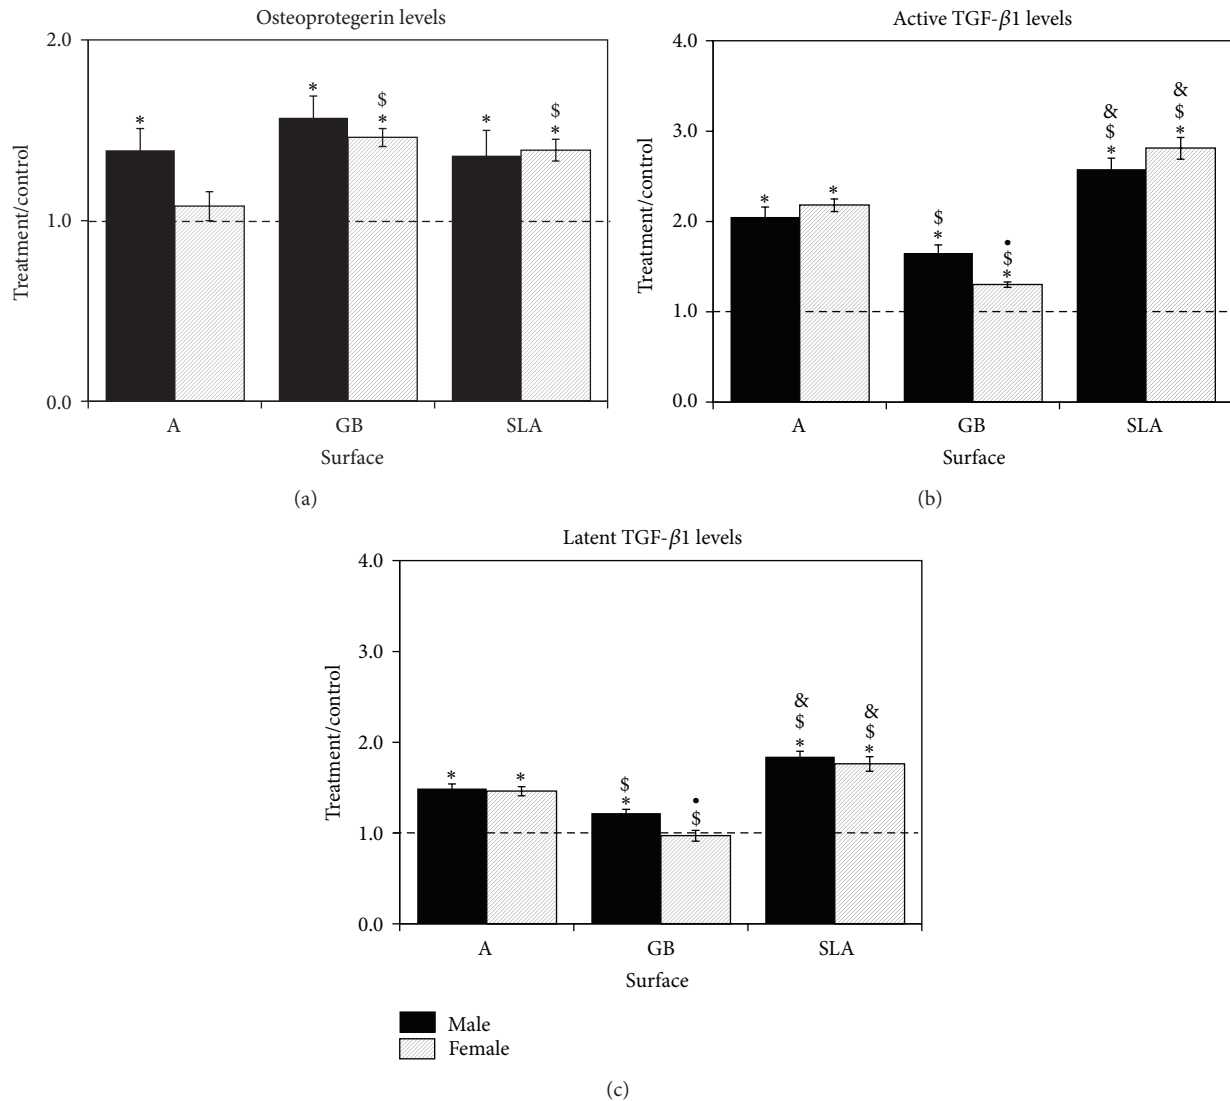 Osteoprotegerin levels
2.0
1.0
0.0
Treatment/control
*
*
$
*
*
$
*
A
GB
SLA
Surface
(a)
Active TGF-β1 levels
4.0
3.0
2.0
1.0
0.0
Treatment/control
*
*
$
*
•
$
*
&
$
*
&
$
*
A
GB
SLA
Surface
(b)
Latent TGF-β1 levels
4.0
3.0
2.0
1.0
0.0
Treatment/control
*
*
$
*
•
$
&
$
*
&
$
*
A
GB
SLA
Surface
Male
Female
(c)